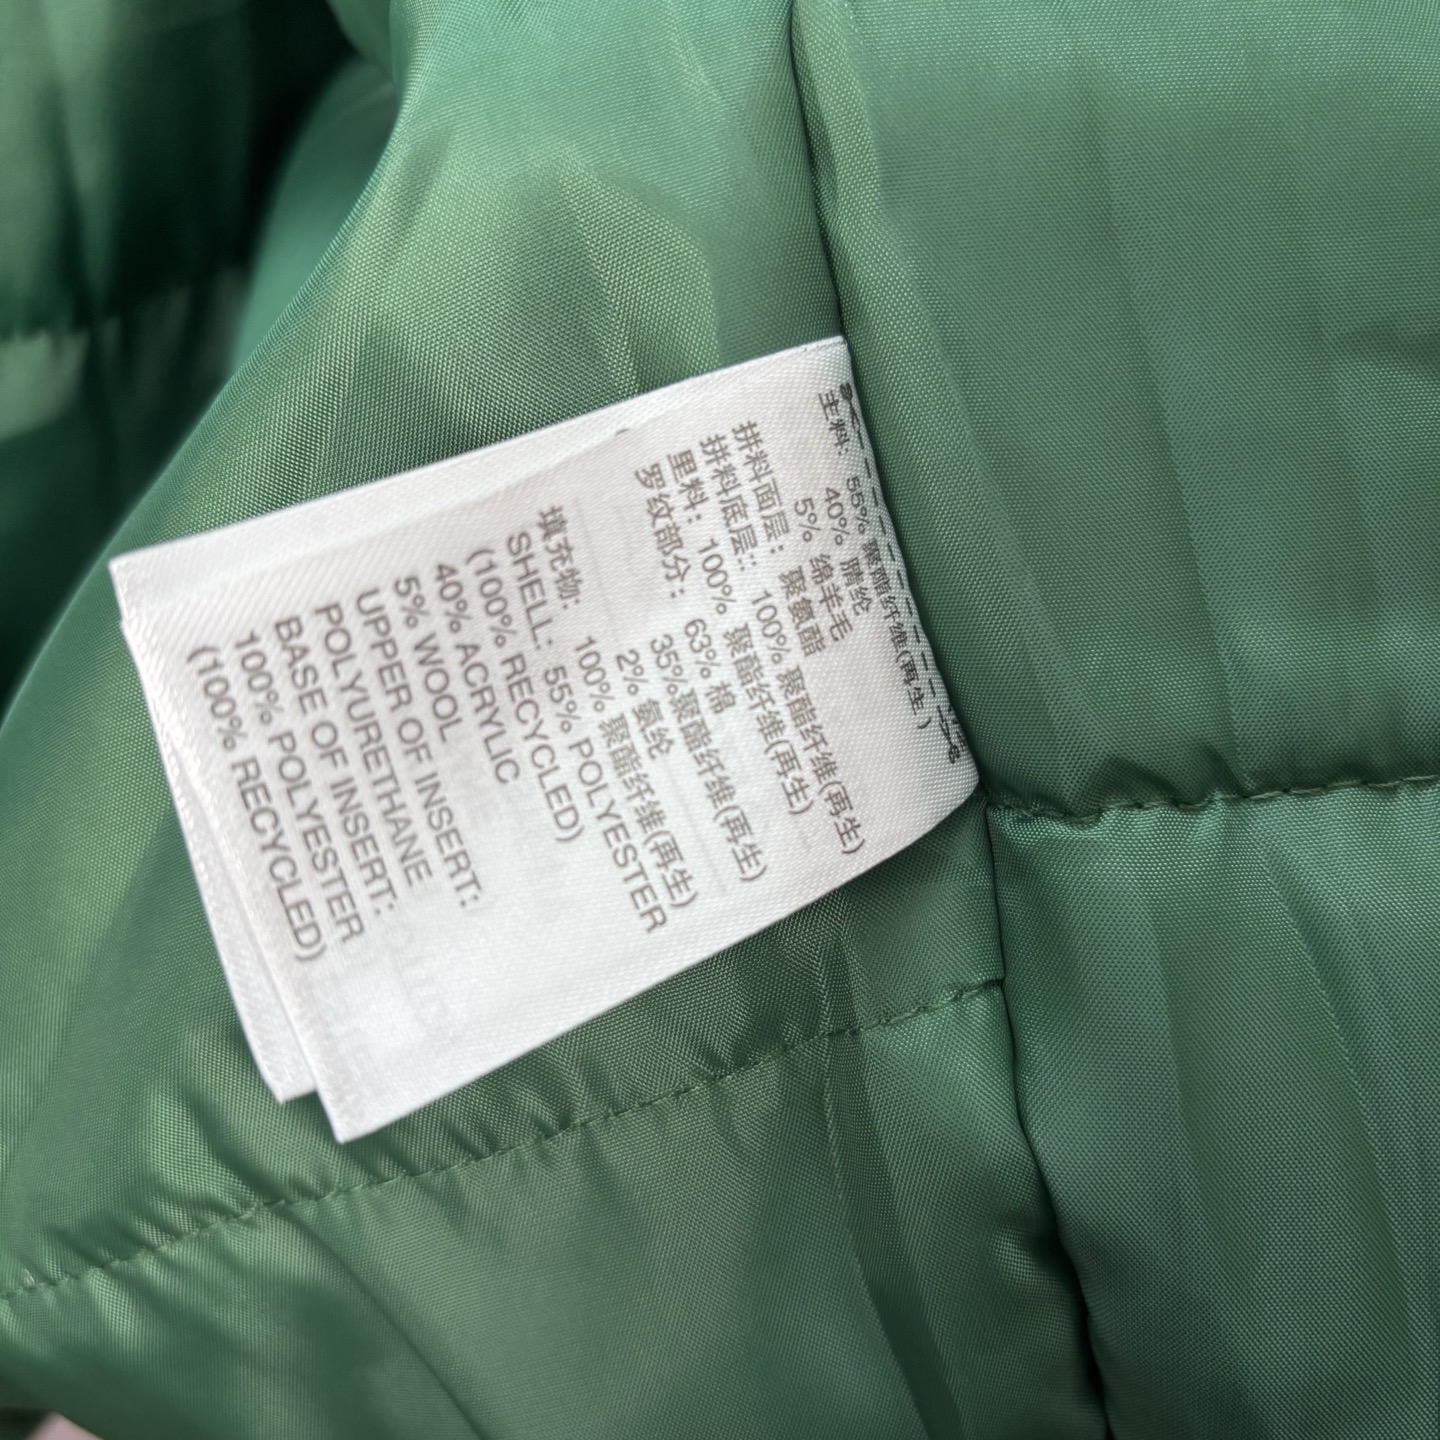 主料: 55% 聚酯纤维(再生)
40% 腈纶
5% 绵羊毛
拼料面层: 聚氨酯
拼料底层:: 100% 聚酯纤维(再生)
里料: 100% 聚酯纤维(再生)
罗纹部分: 63% 棉
35%聚酯纤维(再生)
2% 氨纶
填充物: 100% 聚酯纤维(再生)
SHELL: 55% POLYESTER
(100% RECYCLED)
40% ACRYLIC
5% WOOL
UPPER OF INSERT:
POLYURETHANE
BASE OF INSERT:
100% POLYESTER
(100% RECYCLED)